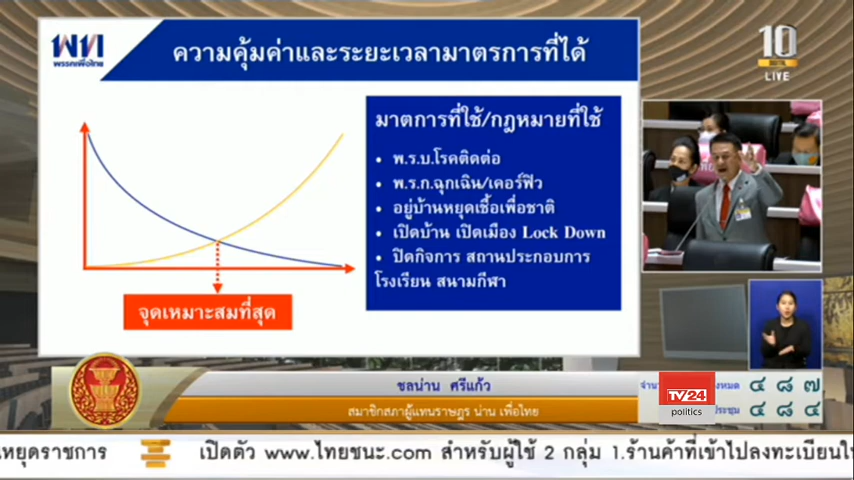 พท
พรรคเพื่อไทย
ความคุ้มค่าและระยะเวลามาตรการที่ได้
10
LIVE
มาตการที่ใช้/กฎหมายที่ใช้
• พ.ร.บ.โรคติดต่อ
• พ.ร.ก.ฉุกเฉิน/เคอร์ฟิว
• อยู่บ้านหยุดเชื้อเพื่อชาติ
• เปิดบ้าน เปิดเมือง Lock Down
• ปิดกิจการ สถานประกอบการ
โรงเรียน สนามกีฬา
จุดเหมาะสมที่สุด
ชลน่าน ศรีแก้ว
สมาชิกสภาผู้แทนราษฎร น่าน เพื่อไทย
๔๘๗
๔๘๔
TV24
politics
หยุดราชการ เปิดตัว www.ไทยชนะ.com สำหรับผู้ใช้ 2 กลุ่ม 1.ร้านค้าที่เข้าไปลงทะเบียน